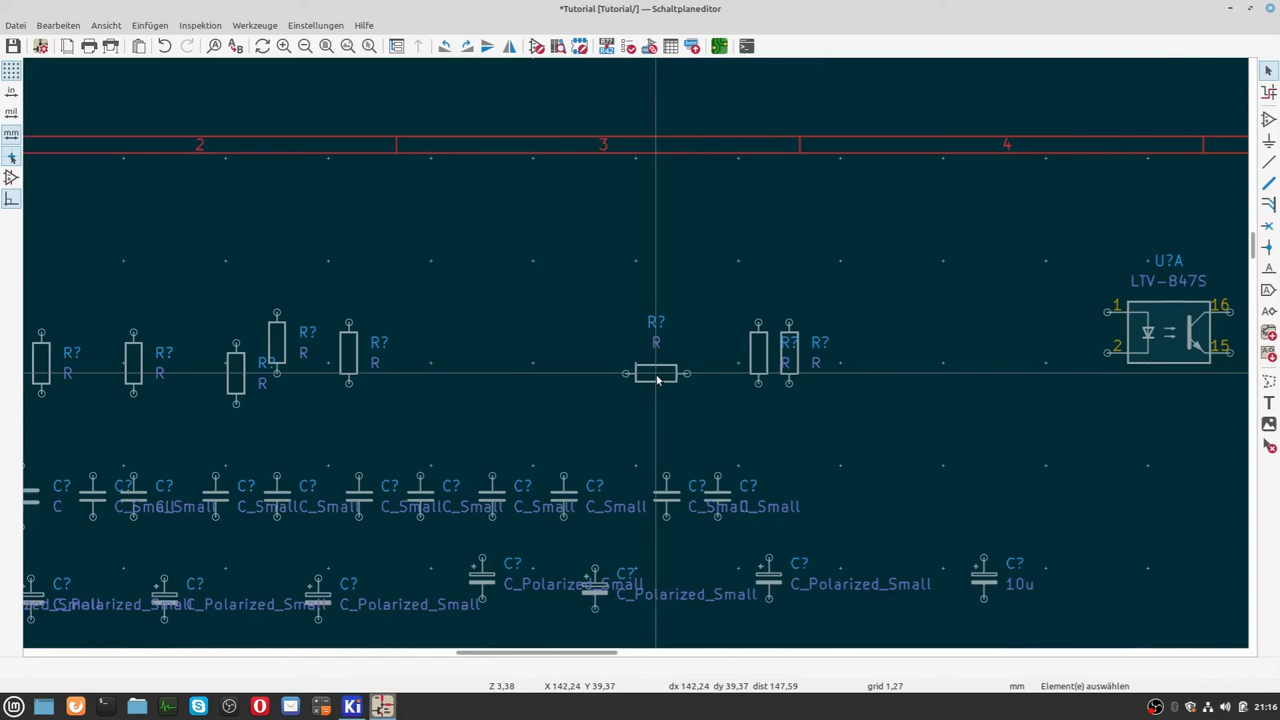 *Tutorial [Tutorial/] — Schaltplaneditor
Datei Bearbeiten Ansicht Einfügen Inspektion Werkzeuge Einstellungen Hilfe
in
mil
mm
2 3 4
U?A
LTV-847S
1 16
2 15
R?
R
R?
R
R?
R
R?
R
R?
R
R?
R
R?
R
R?
R
C?
C
C?
C_Small
C?
C_Small
C?
C_Small
C?
C_Small
C?
C_Small
C?
C_Small
C?
C_Small
C?
C_Small
C?
C_Small
C?
C_Small
C?
C_Polarized_Small
C?
C_Polarized_Small
C?
C_Polarized_Small
C?
C_Polarized_Small
C?
C_Polarized_Small
C?
C_Polarized_Small
C?
10u
Z 3,38 X 142,24 Y 39,37 dx 142,24 dy 39,37 dist 147,59 grid 1,27 mm Element(e) auswählen
21:16